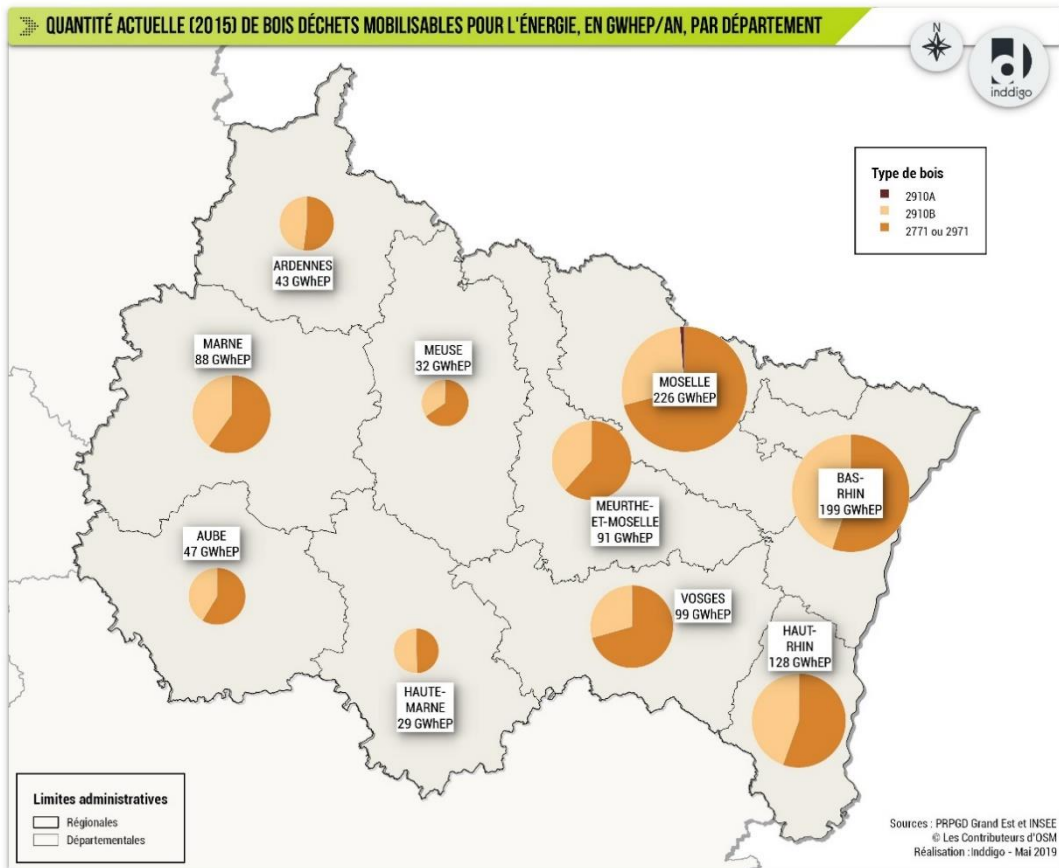 QUANTITÉ ACTUELLE (2015) DE BOIS DÉCHETS MOBILISABLES POUR L'ÉNERGIE, EN GWHEP/AN, PAR DÉPARTEMENT
N
inddigo
Type de bois
2910A
2910B
2771 ou 2971
ARDENNES
43 GWhEP
MARNE
88 GWhEP
MEUSE
32 GWhEP
MOSELLE
226 GWhEP
MEURTHE-
ET-MOSELLE
91 GWhEP
BAS-
RHIN
199 GWhEP
AUBE
47 GWhEP
VOSGES
99 GWhEP
HAUT-
RHIN
128 GWhEP
HAUTE-
MARNE
29 GWhEP
Limites administratives
Régionales
Départementales
Sources : PRPGD Grand Est et INSEE
© Les Contributeurs d'OSM
Réalisation : Inddigo - Mai 2019